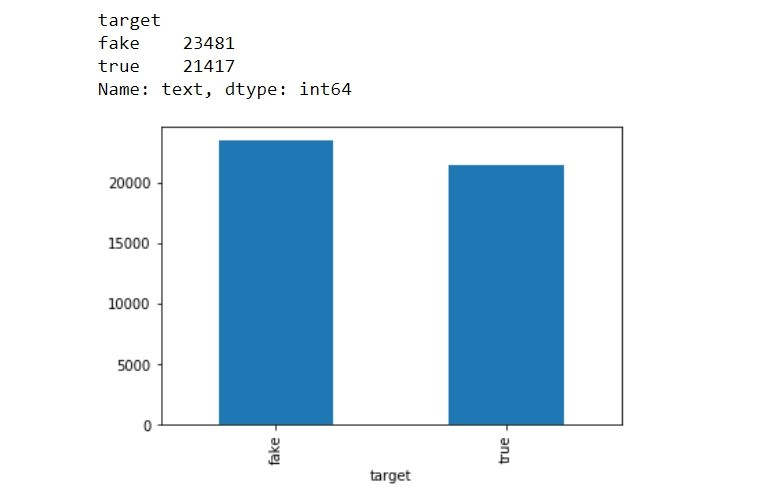 target
fake    23481
true    21417
Name: text, dtype: int64
20000
15000
10000
5000
0
fake
true
target